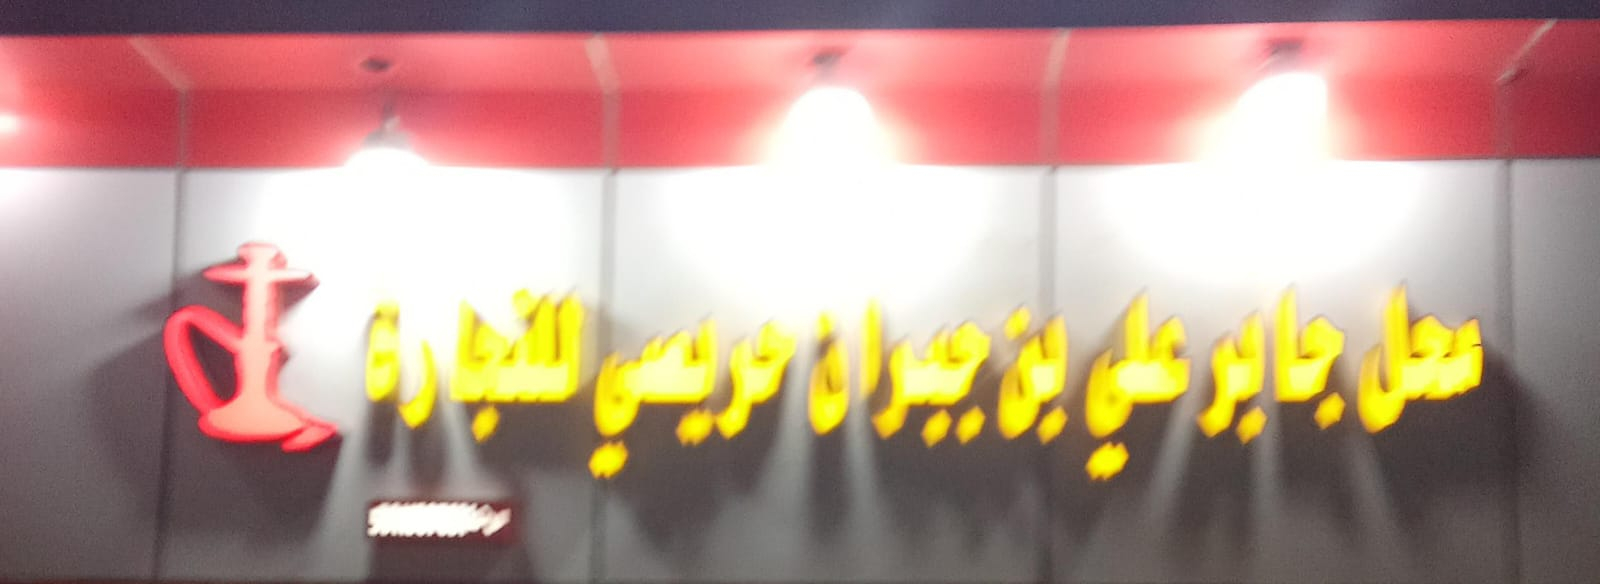 محل جابر علي بن جبران حريصي للتجارة